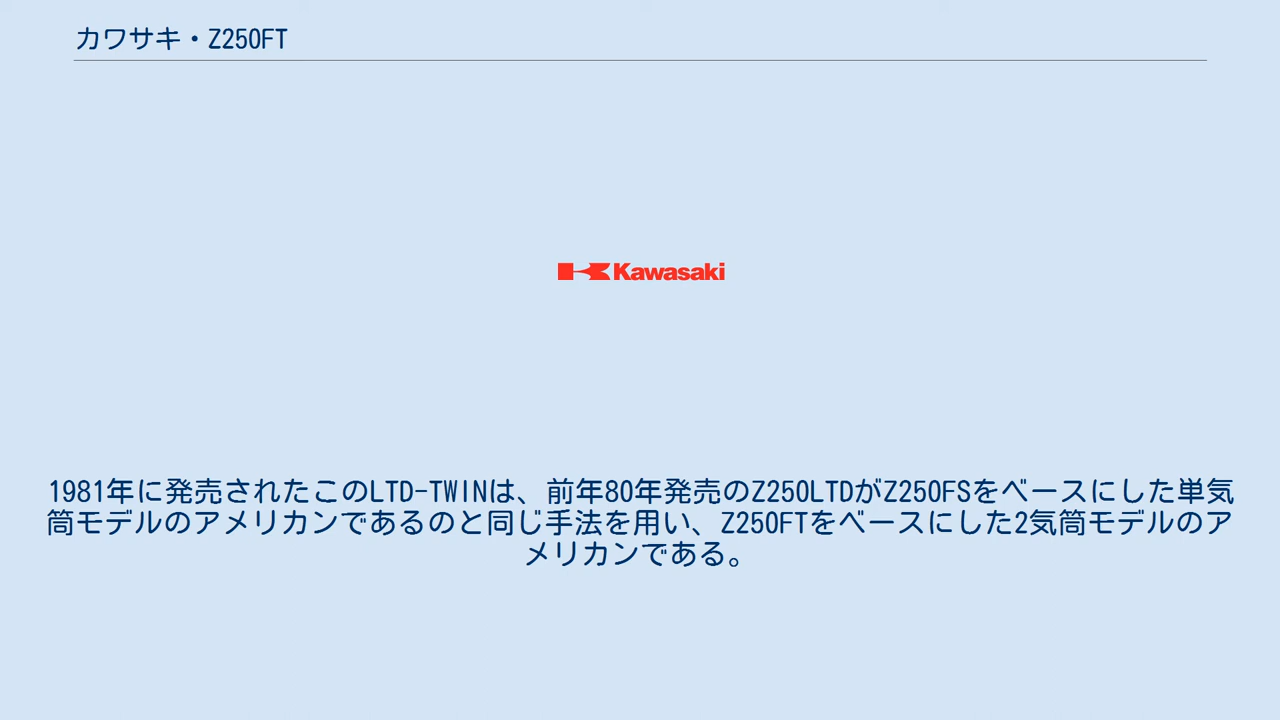 カワサキ・Z250FT
Kawasaki
1981年に発売されたこのLTD-TWINは、前年80年発売のZ250LTDがZ250FSをベースにした単気
筒モデルのアメリカンであるのと同じ手法を用い、Z250FTをベースにした2気筒モデルのア
メリカンである。